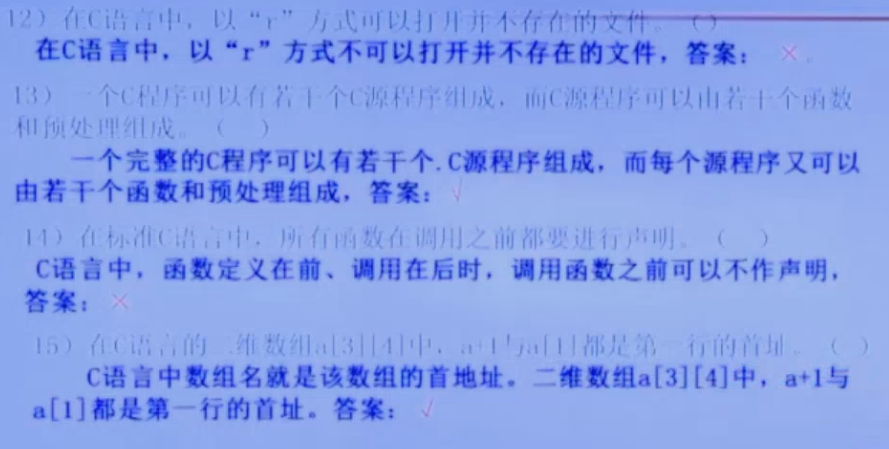 12）在C语言中，以“r”方式可以打开并不存在的文件。（）
在C语言中，以“r”方式不可以打开并不存在的文件，答案：×。
13）一个C程序可以有若干个C源程序组成，而C源程序可以由若干个函数
和预处理组成。（ ）
一个完整的C程序可以有若干个.C源程序组成，而每个源程序又可以
由若干个函数和预处理组成，答案：√
14）在标准C语言中，所有函数在调用之前都要进行声明。（ ）
C语言中，函数定义在前、调用在后时，调用函数之前可以不作声明，
答案：×
15）在C语言的二维数组a[3][4]中，a+1与a[1]都是第一行的首址。（ ）
C语言中数组名就是该数组的首地址。二维数组a[3][4]中，a+1与
a[1]都是第一行的首址。答案：√